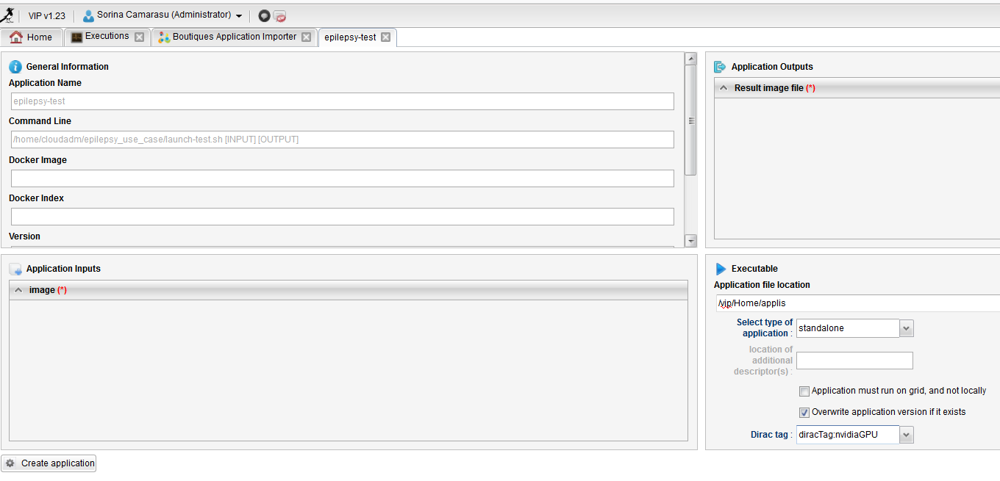 VIP v1.23 Sorina Camarasu (Administrator)
Home Executions Boutiques Application Importer epilepsy-test
General Information
Application Name
epilepsy-test
Command Line
/home/cloudadm/epilepsy_use_case/launch-test.sh [INPUT] [OUTPUT]
Docker Image
Docker Index
Version
Application Outputs
Result image file (*)
Application Inputs
image (*)
Executable
Application file location
/vip/Home/applis
Select type of
application : standalone
location of
additional
descriptor(s) :
Application must run on grid, and not locally
Overwrite application version if it exists
Dirac tag : diracTag:nvidiaGPU
Create application